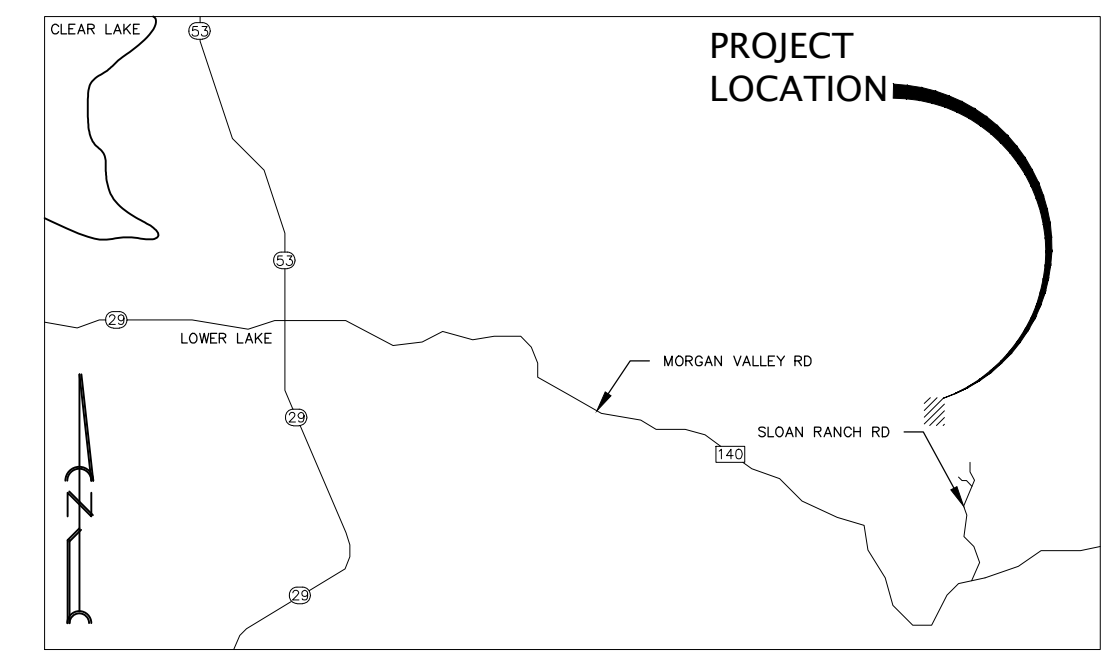 CLEAR LAKE
53
PROJECT
LOCATION
53
29
LOWER LAKE
MORGAN VALLEY RD
29
SLOAN RANCH RD
140
N
29